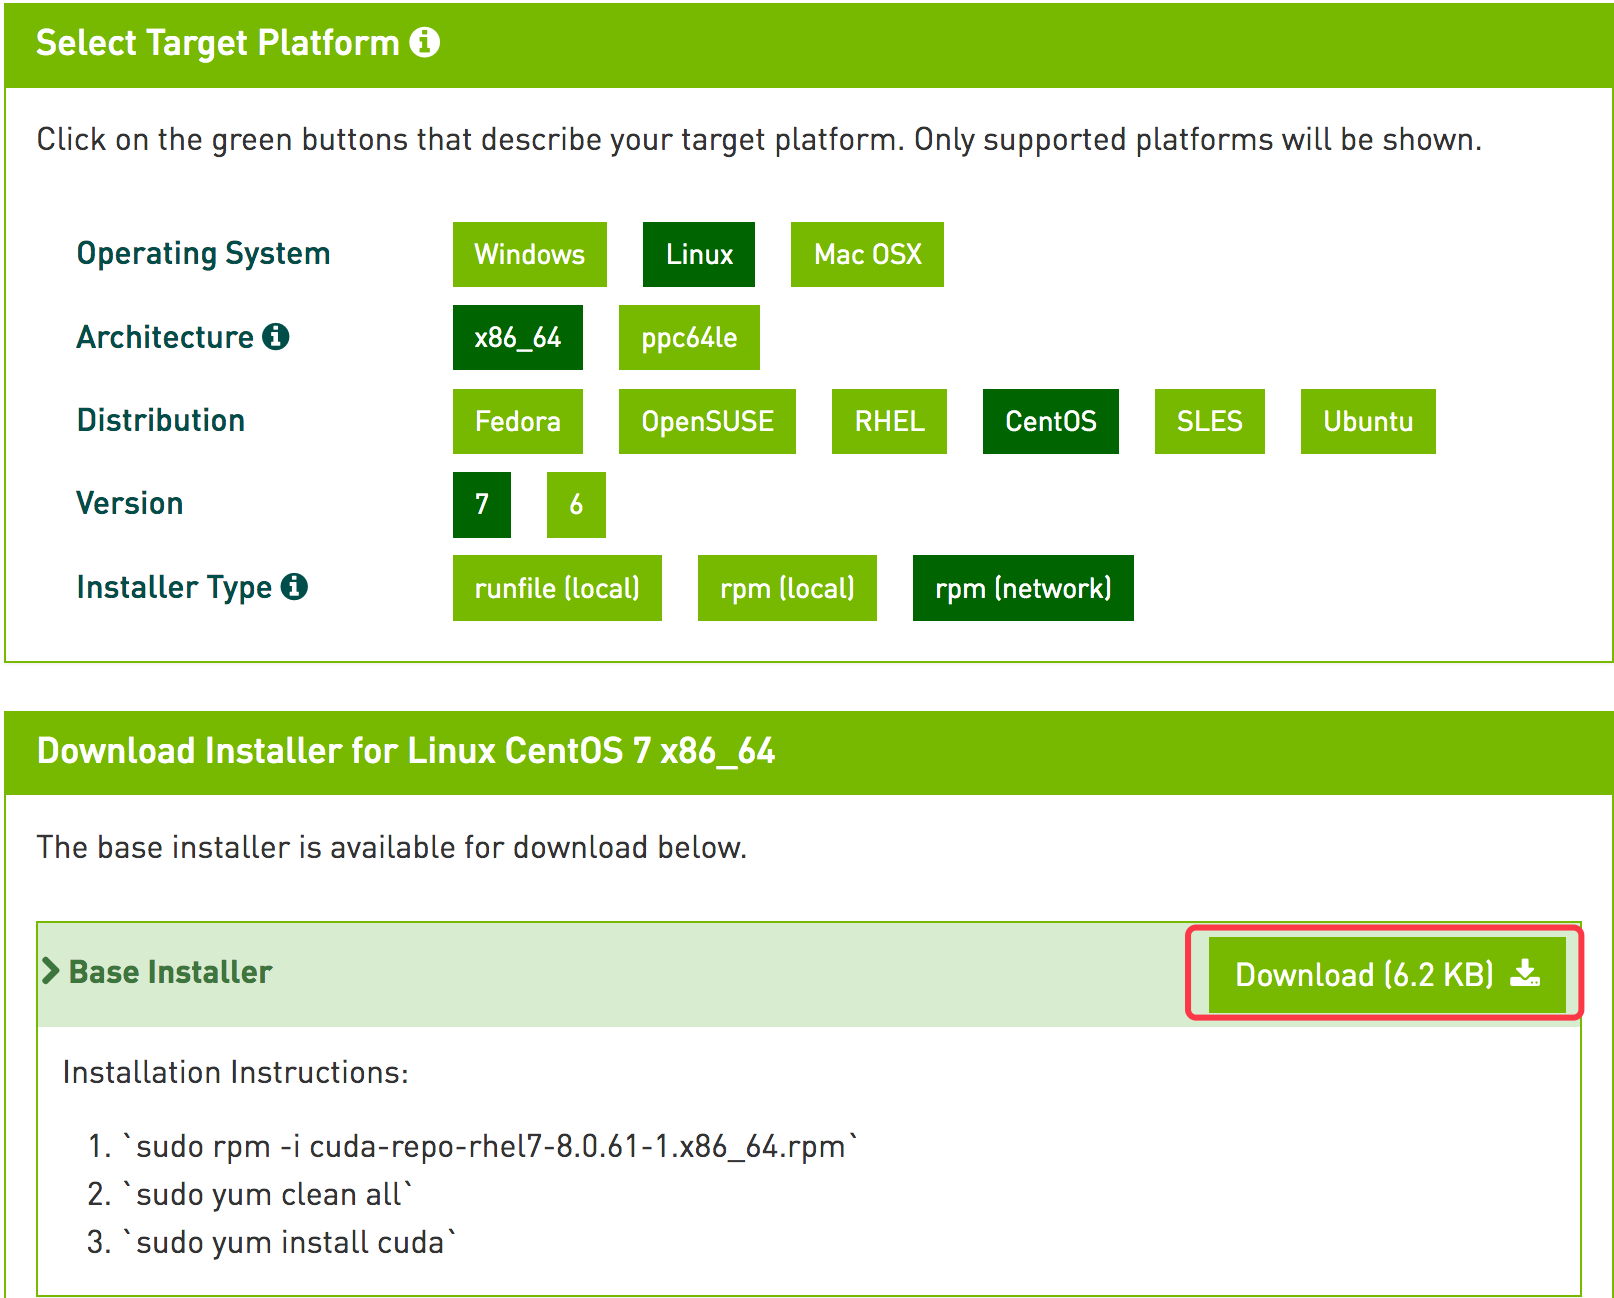 Select Target Platform
Click on the green buttons that describe your target platform. Only supported platforms will be shown.
Operating System Windows Linux Mac OSX
Architecture x86_64 ppc64le
Distribution Fedora OpenSUSE RHEL CentOS SLES Ubuntu
Version 7 6
Installer Type runfile (local) rpm (local) rpm (network)
Download Installer for Linux CentOS 7 x86_64
The base installer is available for download below.
Base Installer Download (6.2 KB)
Installation Instructions:
1. `sudo rpm -i cuda-repo-rhel7-8.0.61-1.x86_64.rpm`
2. `sudo yum clean all`
3. `sudo yum install cuda`